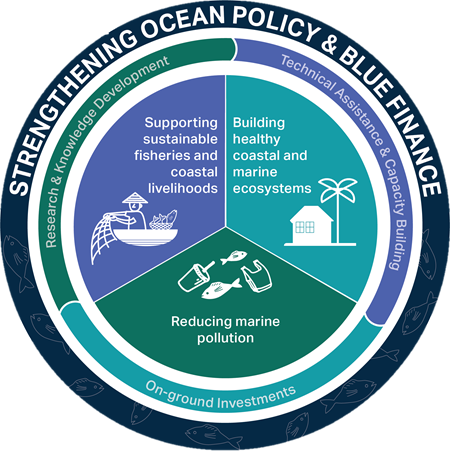 STRENGTHENING OCEAN POLICY & BLUE FINANCE
Research & Knowledge Development
Technical Assistance & Capacity Building
Supporting
sustainable
fisheries and
coastal
livelihoods
Building
healthy
coastal and
marine
ecosystems
Reducing marine
pollution
On-ground Investments